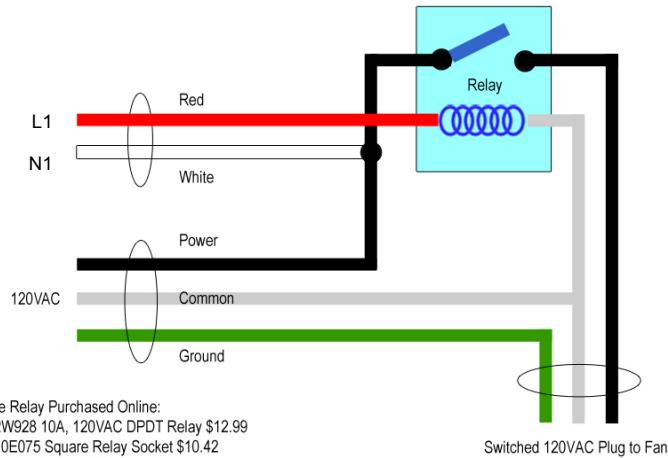 Relay
Red
L1
N1
White
Power
120VAC
Common
Ground
Relay Purchased Online:
10A, 120VAC DPDT Relay $12.99
Square Relay Socket $10.42
Switched 120VAC Plug to Fan